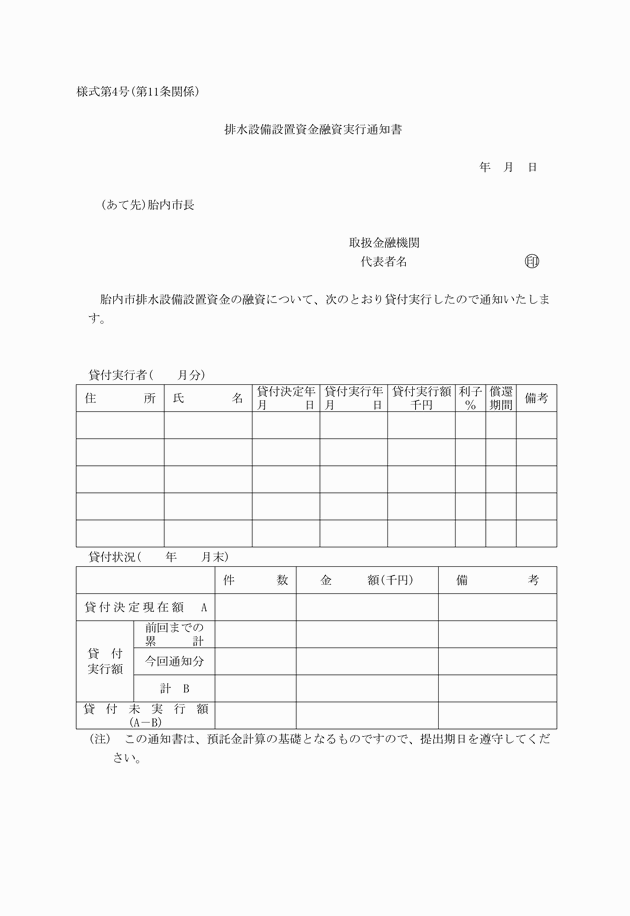 様式第4号(第11条関係)
排水設備設置資金融資実行通知書
年　月　日
(あて先)胎内市長
取扱金融機関
代表者名　㊞
胎内市排水設備設置資金の融資について、次のとおり貸付実行したので通知いたしま
す。
貸付実行者(　　月分)
住　　所　氏　　名　貸付決定年　貸付実行年　貸付実行額　利子　償還　備考
月　　日　月　　日　千円　％　期間
貸付状況(　　年　　月末)
件　　数　金　　額(千円)　備　　考
貸付決定現在額　A
前回までの
累　　計
貸　付
実行額
今回通知分
計　B
貸　付　未　実　行　額
(A－B)
(注)　この通知書は、預託金計算の基礎となるものですので、提出期日を遵守してくだ
さい。